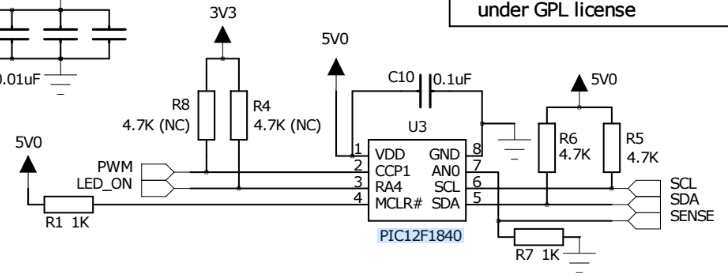 under GPL license
3V3
5V0
0.01uF
C10 0.1uF
5V0
R8
4.7K (NC)
R4
4.7K (NC)
U3
R6
4.7K
R5
4.7K
5V0
PWM
LED_ON
R1 1K
1 VDD GND 8
2 CCP1 AN0 7
3 RA4 SCL 6
4 MCLR# SDA 5
SCL
SDA
SENSE
PIC12F1840
R7 1K